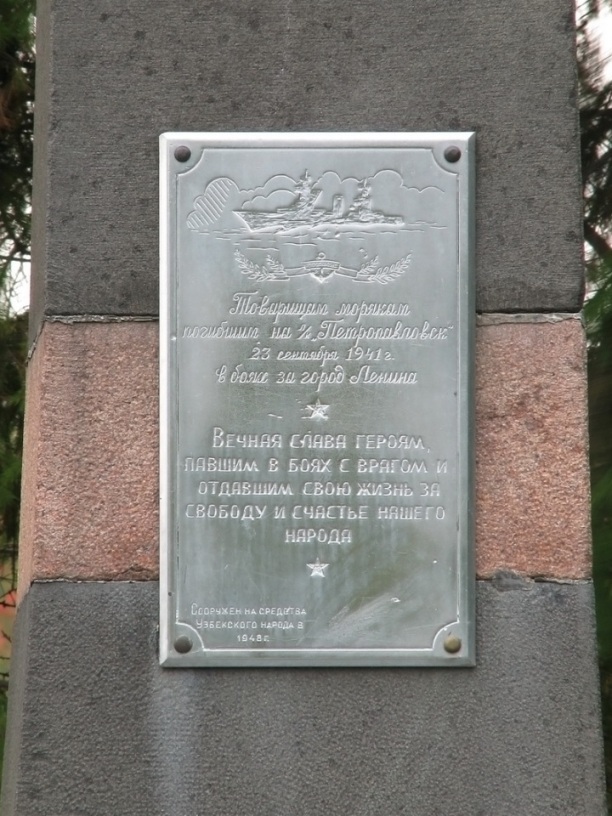 Товарищам морякам
погибшим на л/к „Петропавловск"
23 сентября 1941 г.
в боях за город Ленина
Вечная слава героям,
павшим в боях с врагом и
отдавшим свою жизнь за
свободу и счастье нашего
народа
Сооружен на средства
Узбекского народа в
1948 г.